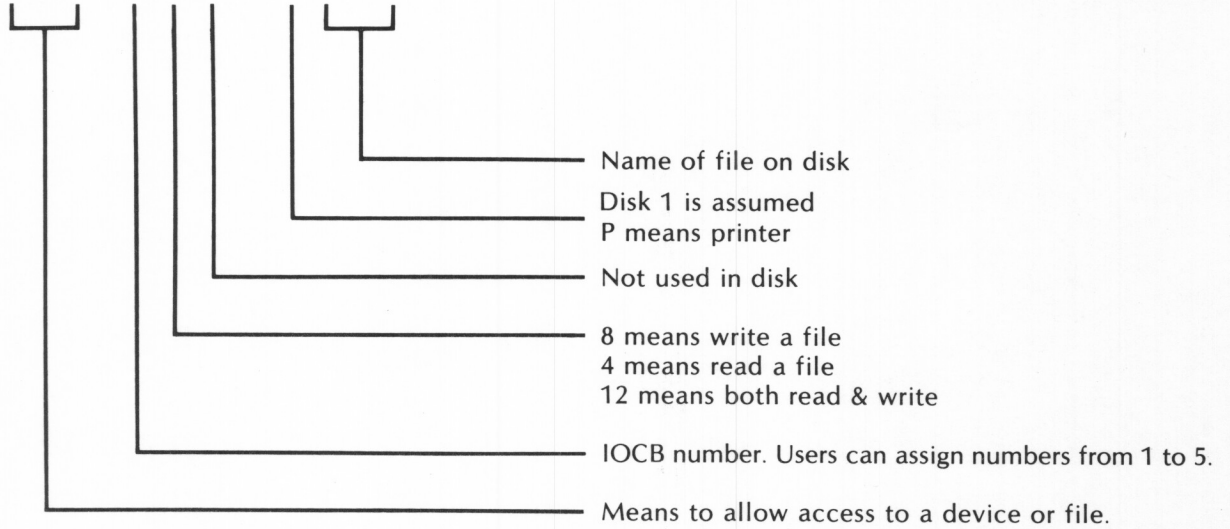 Name of file on disk
Disk 1 is assumed
P means printer
Not used in disk
8 means write a file
4 means read a file
12 means both read & write
IOCB number. Users can assign numbers from 1 to 5.
Means to allow access to a device or file.